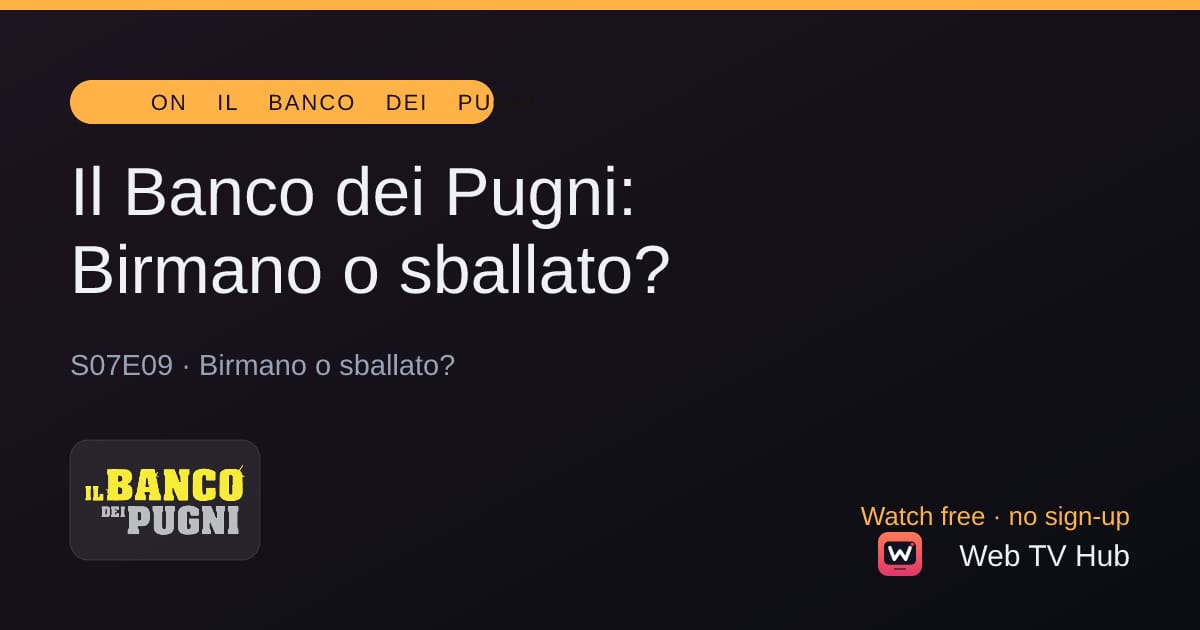 ON IL BANCO DEI PUGNI
Il Banco dei Pugni:
Birmano o sballato?
S07E09 · Birmano o sballato?
IL BANCO
DEI PUGNI
Watch free · no sign-up
W
Web TV Hub